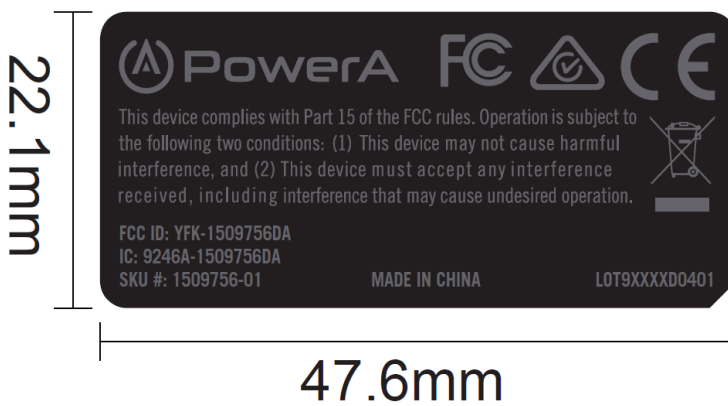 PowerA FC CE
This device complies with Part 15 of the FCC rules. Operation is subject to
the following two conditions: (1) This device may not cause harmful
interference, and (2) This device must accept any interference
received, including interference that may cause undesired operation.
FCC ID: YFK-1509756DA
IC: 9246A-1509756DA
SKU #: 1509756-01 MADE IN CHINA LOT9XXXXD0401
22.1mm
47.6mm